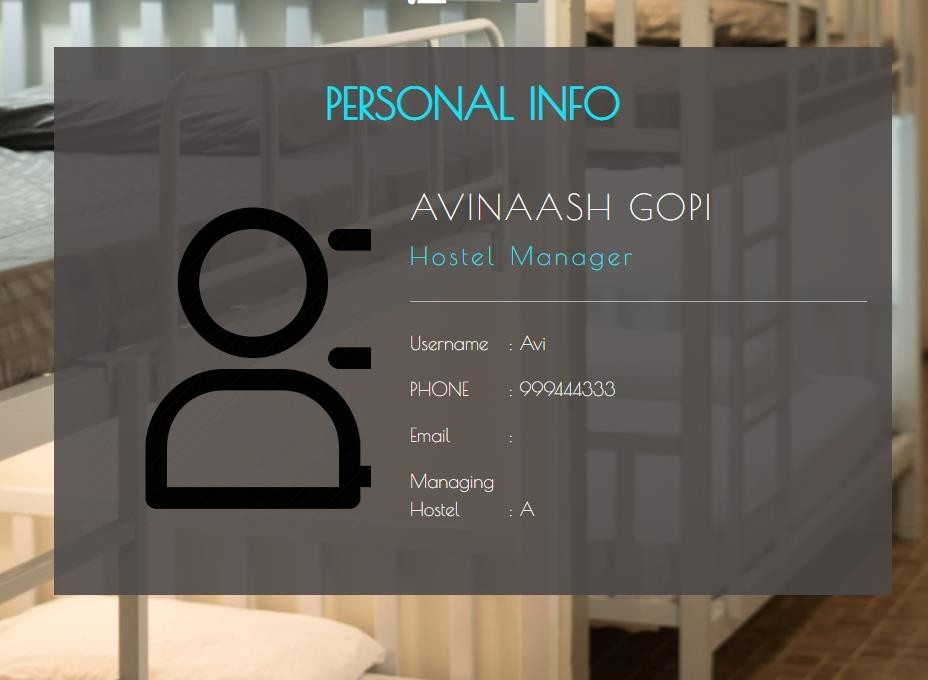 PERSONAL INFO
AVINAASH GOPI
Hostel Manager
Username : Avi
PHONE : 999444333
Email :
Managing
Hostel : A